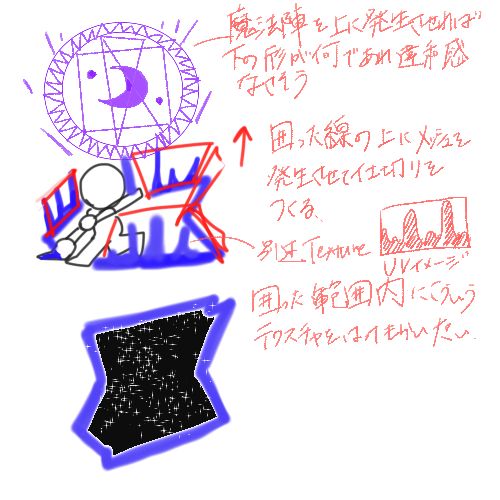 魔法陣を上に発生させれば
下の形が何であれ違和感
なさそう
囲った線の上にメッシュを
発生させて仕切りを
つくる.
別途Texture
UVイメージ
囲った範囲内にこういう
テクスチャをはりつけたい.